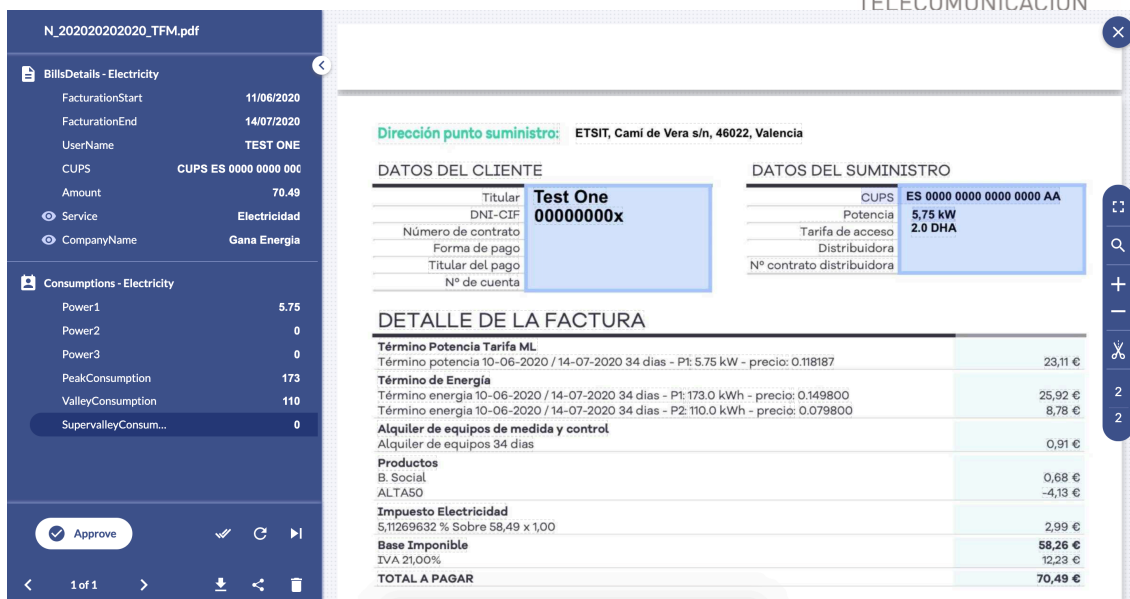 TELECOMUNICACIÓN
N_202020202020_TFM.pdf
BillsDetails - Electricity
FacturationStart 11/06/2020
FacturationEnd 14/07/2020
UserName TEST ONE
CUPS CUPS ES 0000 0000 000
Amount 70.49
Service Electricidad
CompanyName Gana Energia
Consumptions - Electricity
Power1 5.75
Power2 0
Power3 0
PeakConsumption 173
ValleyConsumption 110
SupervalleyConsum... 0
Approve
1 of 1
Dirección punto suministro: ETSIT, Camí de Vera s/n, 46022, Valencia
DATOS DEL CLIENTE
Titular Test One
DNI-CIF 00000000x
Número de contrato
Forma de pago
Titular del pago
Nº de cuenta
DATOS DEL SUMINISTRO
CUPS ES 0000 0000 0000 0000 AA
Potencia 5,75 kW
Tarifa de acceso 2.0 DHA
Distribuidora
Nº contrato distribuidora
DETALLE DE LA FACTURA
Término Potencia Tarifa ML
Término potencia 10-06-2020 / 14-07-2020 34 dias - P1: 5.75 kW - precio: 0.118187 23,11 €
Término de Energía
Término energia 10-06-2020 / 14-07-2020 34 dias - P1: 173.0 kWh - precio: 0.149800 25,92 €
Término energia 10-06-2020 / 14-07-2020 34 dias - P2: 110.0 kWh - precio: 0.079800 8,78 €
Alquiler de equipos de medida y control
Alquiler de equipos 34 dias 0,91 €
Productos
B. Social 0,68 €
ALTA50 -4,13 €
Impuesto Electricidad
5,11269632 % Sobre 58,49 x 1,00 2,99 €
Base Imponible 58,26 €
IVA 21,00% 12,23 €
TOTAL A PAGAR 70,49 €
2
2